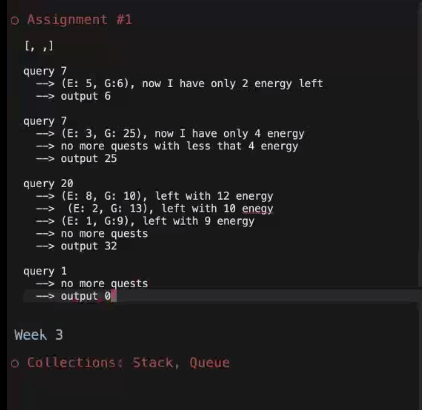 Assignment #1
[, ,]
query 7
--> (E: 5, G:6), now I have only 2 energy left
--> output 6
query 7
--> (E: 3, G: 25), now I have only 4 energy
--> no more quests with less that 4 energy
--> output 25
query 20
--> (E: 8, G: 10), left with 12 energy
--> (E: 2, G: 13), left with 10 enegy
--> (E: 1, G:9), left with 9 energy
--> no more quests
--> output 32
query 1
--> no more quests
--> output 0
Week 3
Collections: Stack, Queue